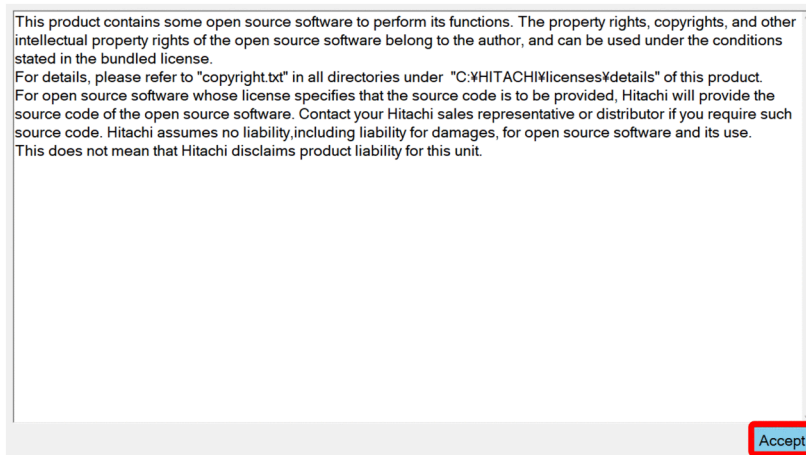 This product contains some open source software to perform its functions. The property rights, copyrights, and other
intellectual property rights of the open source software belong to the author, and can be used under the conditions
stated in the bundled license.
For details, please refer to "copyright.txt" in all directories under  "C:¥HITACHI¥licenses¥details" of this product.
For open source software whose license specifies that the source code is to be provided, Hitachi will provide the
source code of the open source software. Contact your Hitachi sales representative or distributor if you require such
source code. Hitachi assumes no liability,including liability for damages, for open source software and its use.
This does not mean that Hitachi disclaims product liability for this unit.
Accept